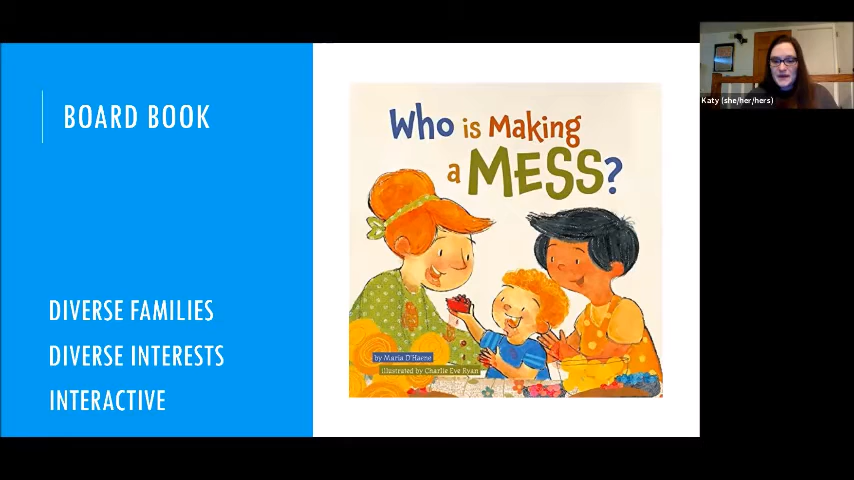 BOARD BOOK
DIVERSE FAMILIES
DIVERSE INTERESTS
INTERACTIVE
Who is Making
a MESS?
by Maria D'Haene
illustrated by Charlie Eve Ryan
Katy (she/her/hers)